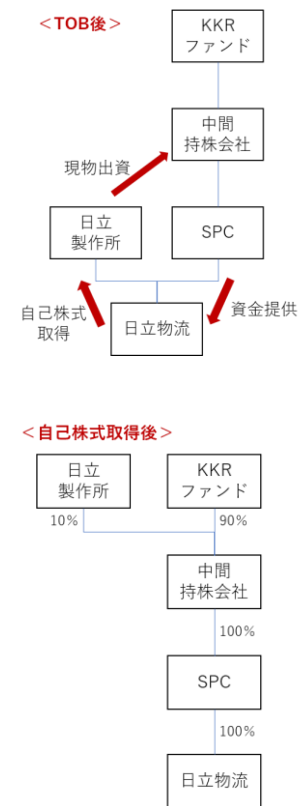 ＜TOB後＞
KKR
ファンド
中間
持株会社
現物出資
日立
製作所
SPC
自己株式
取得
日立物流
資金提供
＜自己株式取得後＞
日立
製作所
KKR
ファンド
10%
90%
中間
持株会社
100%
SPC
100%
日立物流